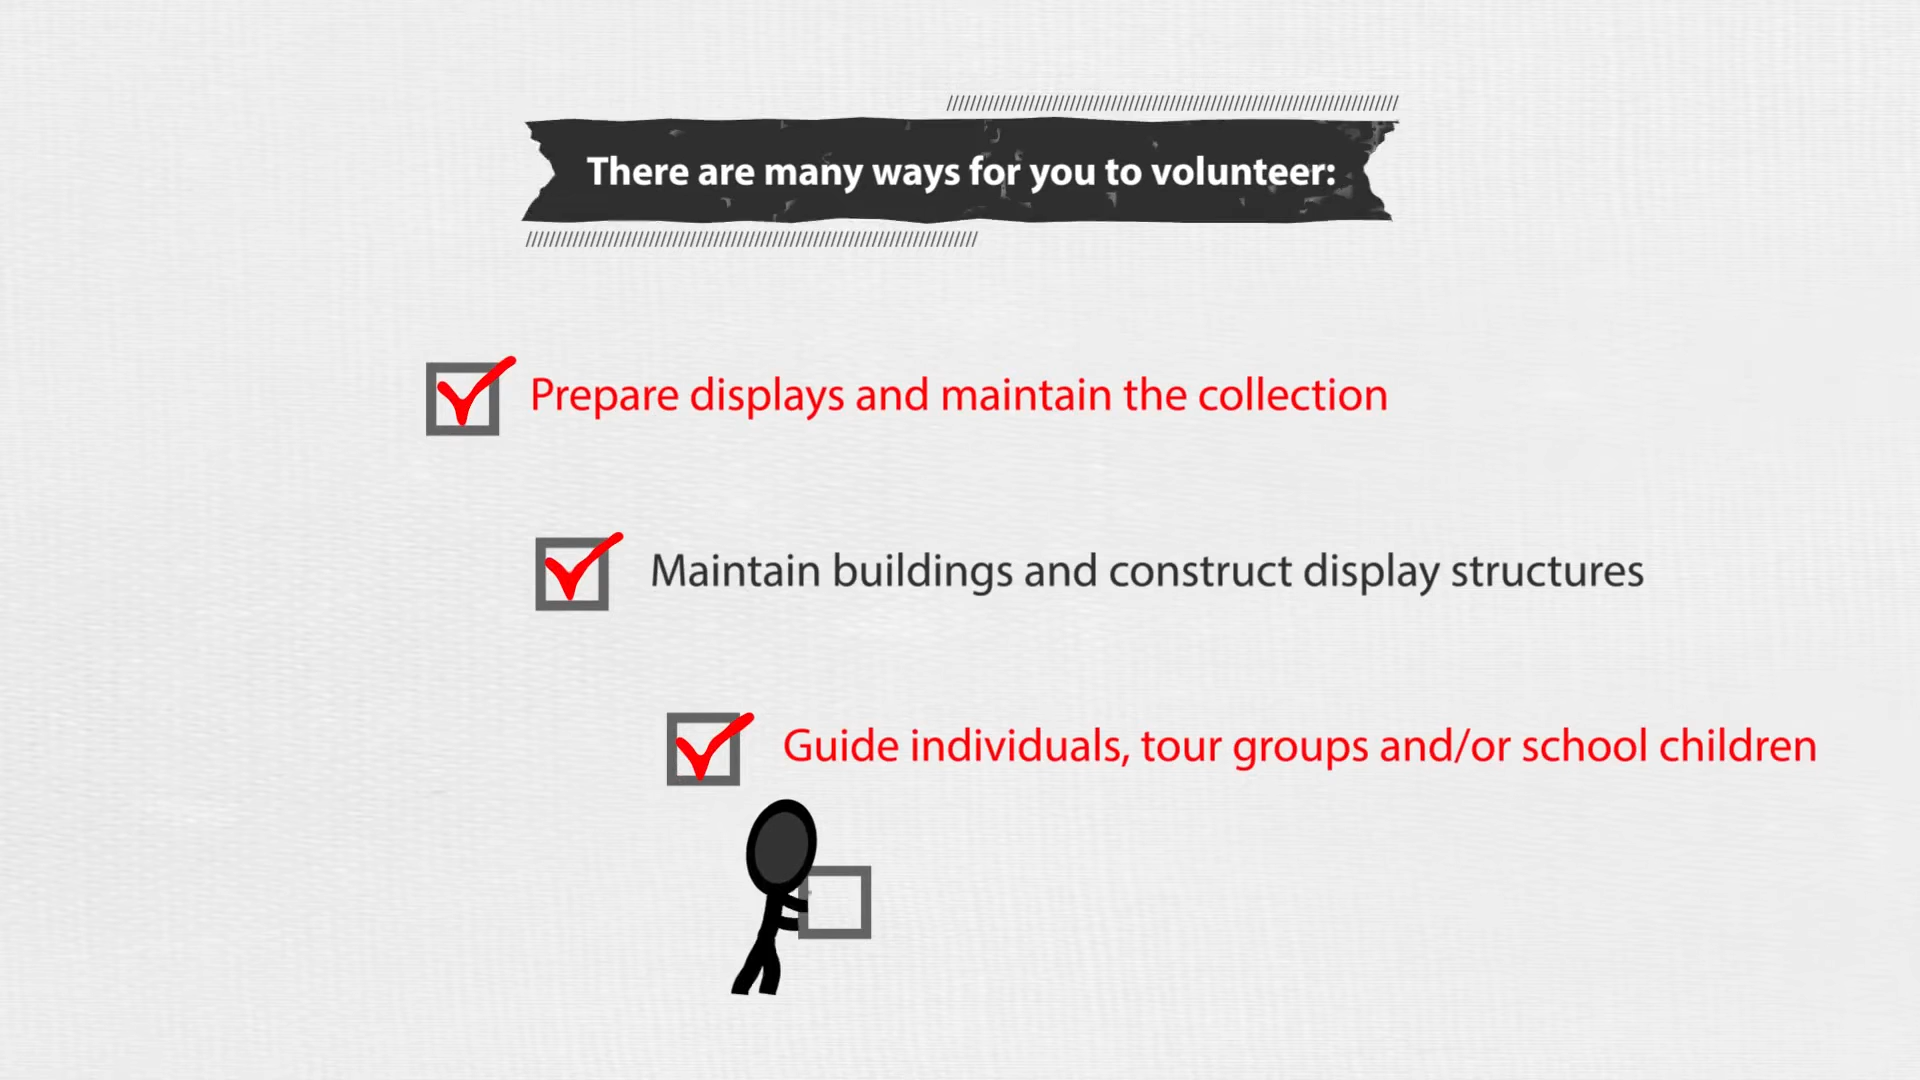 There are many ways for you to volunteer:
Prepare displays and maintain the collection
Maintain buildings and construct display structures
Guide individuals, tour groups and/or school children